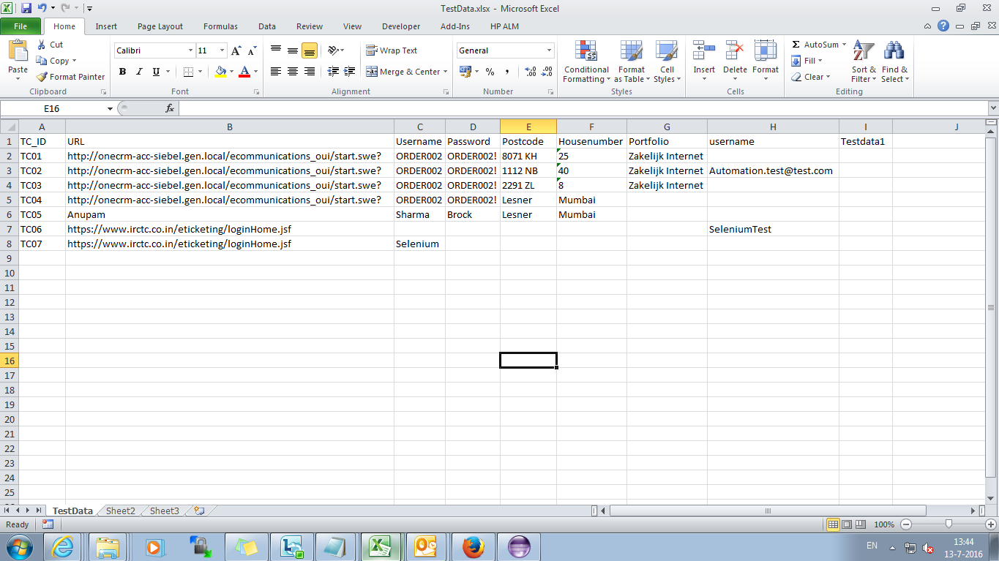 TestData.xlsx - Microsoft Excel
File Home Insert Page Layout Formulas Data Review View Developer Add-Ins HP ALM
Paste Cut Copy Format Painter Clipboard
Calibri 11 B I U A A A Font
Wrap Text Merge & Center Alignment
General % , .00 .0 Number
Conditional Formatting Format as Table Cell Styles Styles
Insert Delete Format Cells
Σ AutoSum Fill Clear Sort & Filter Find & Select Editing
E16 fx
A B C D E F G H I J
1 TC_ID URL Username Password Postcode Housenumber Portfolio username Testdata1
2 TC01 http://onecrm-acc-siebel.gen.local/ecommunications_oui/start.swe? ORDER002 ORDER002! 8071 KH 25 Zakelijk Internet
3 TC02 http://onecrm-acc-siebel.gen.local/ecommunications_oui/start.swe? ORDER002 ORDER002! 1112 NB 40 Zakelijk Internet Automation.test@test.com
4 TC03 http://onecrm-acc-siebel.gen.local/ecommunications_oui/start.swe? ORDER002 ORDER002! 2291 ZL 8 Zakelijk Internet
5 TC04 http://onecrm-acc-siebel.gen.local/ecommunications_oui/start.swe? ORDER002 ORDER002! Lesner Mumbai
6 TC05 Anupam Sharma Brock Lesner Mumbai
7 TC06 https://www.irctc.co.in/eticketing/loginHome.jsf SeleniumTest
8 TC07 https://www.irctc.co.in/eticketing/loginHome.jsf Selenium
9
10
11
12
13
14
15
16
17
18
19
20
21
22
23
24
25
TestData Sheet2 Sheet3
Ready 100%
EN 13:44
13-7-2016